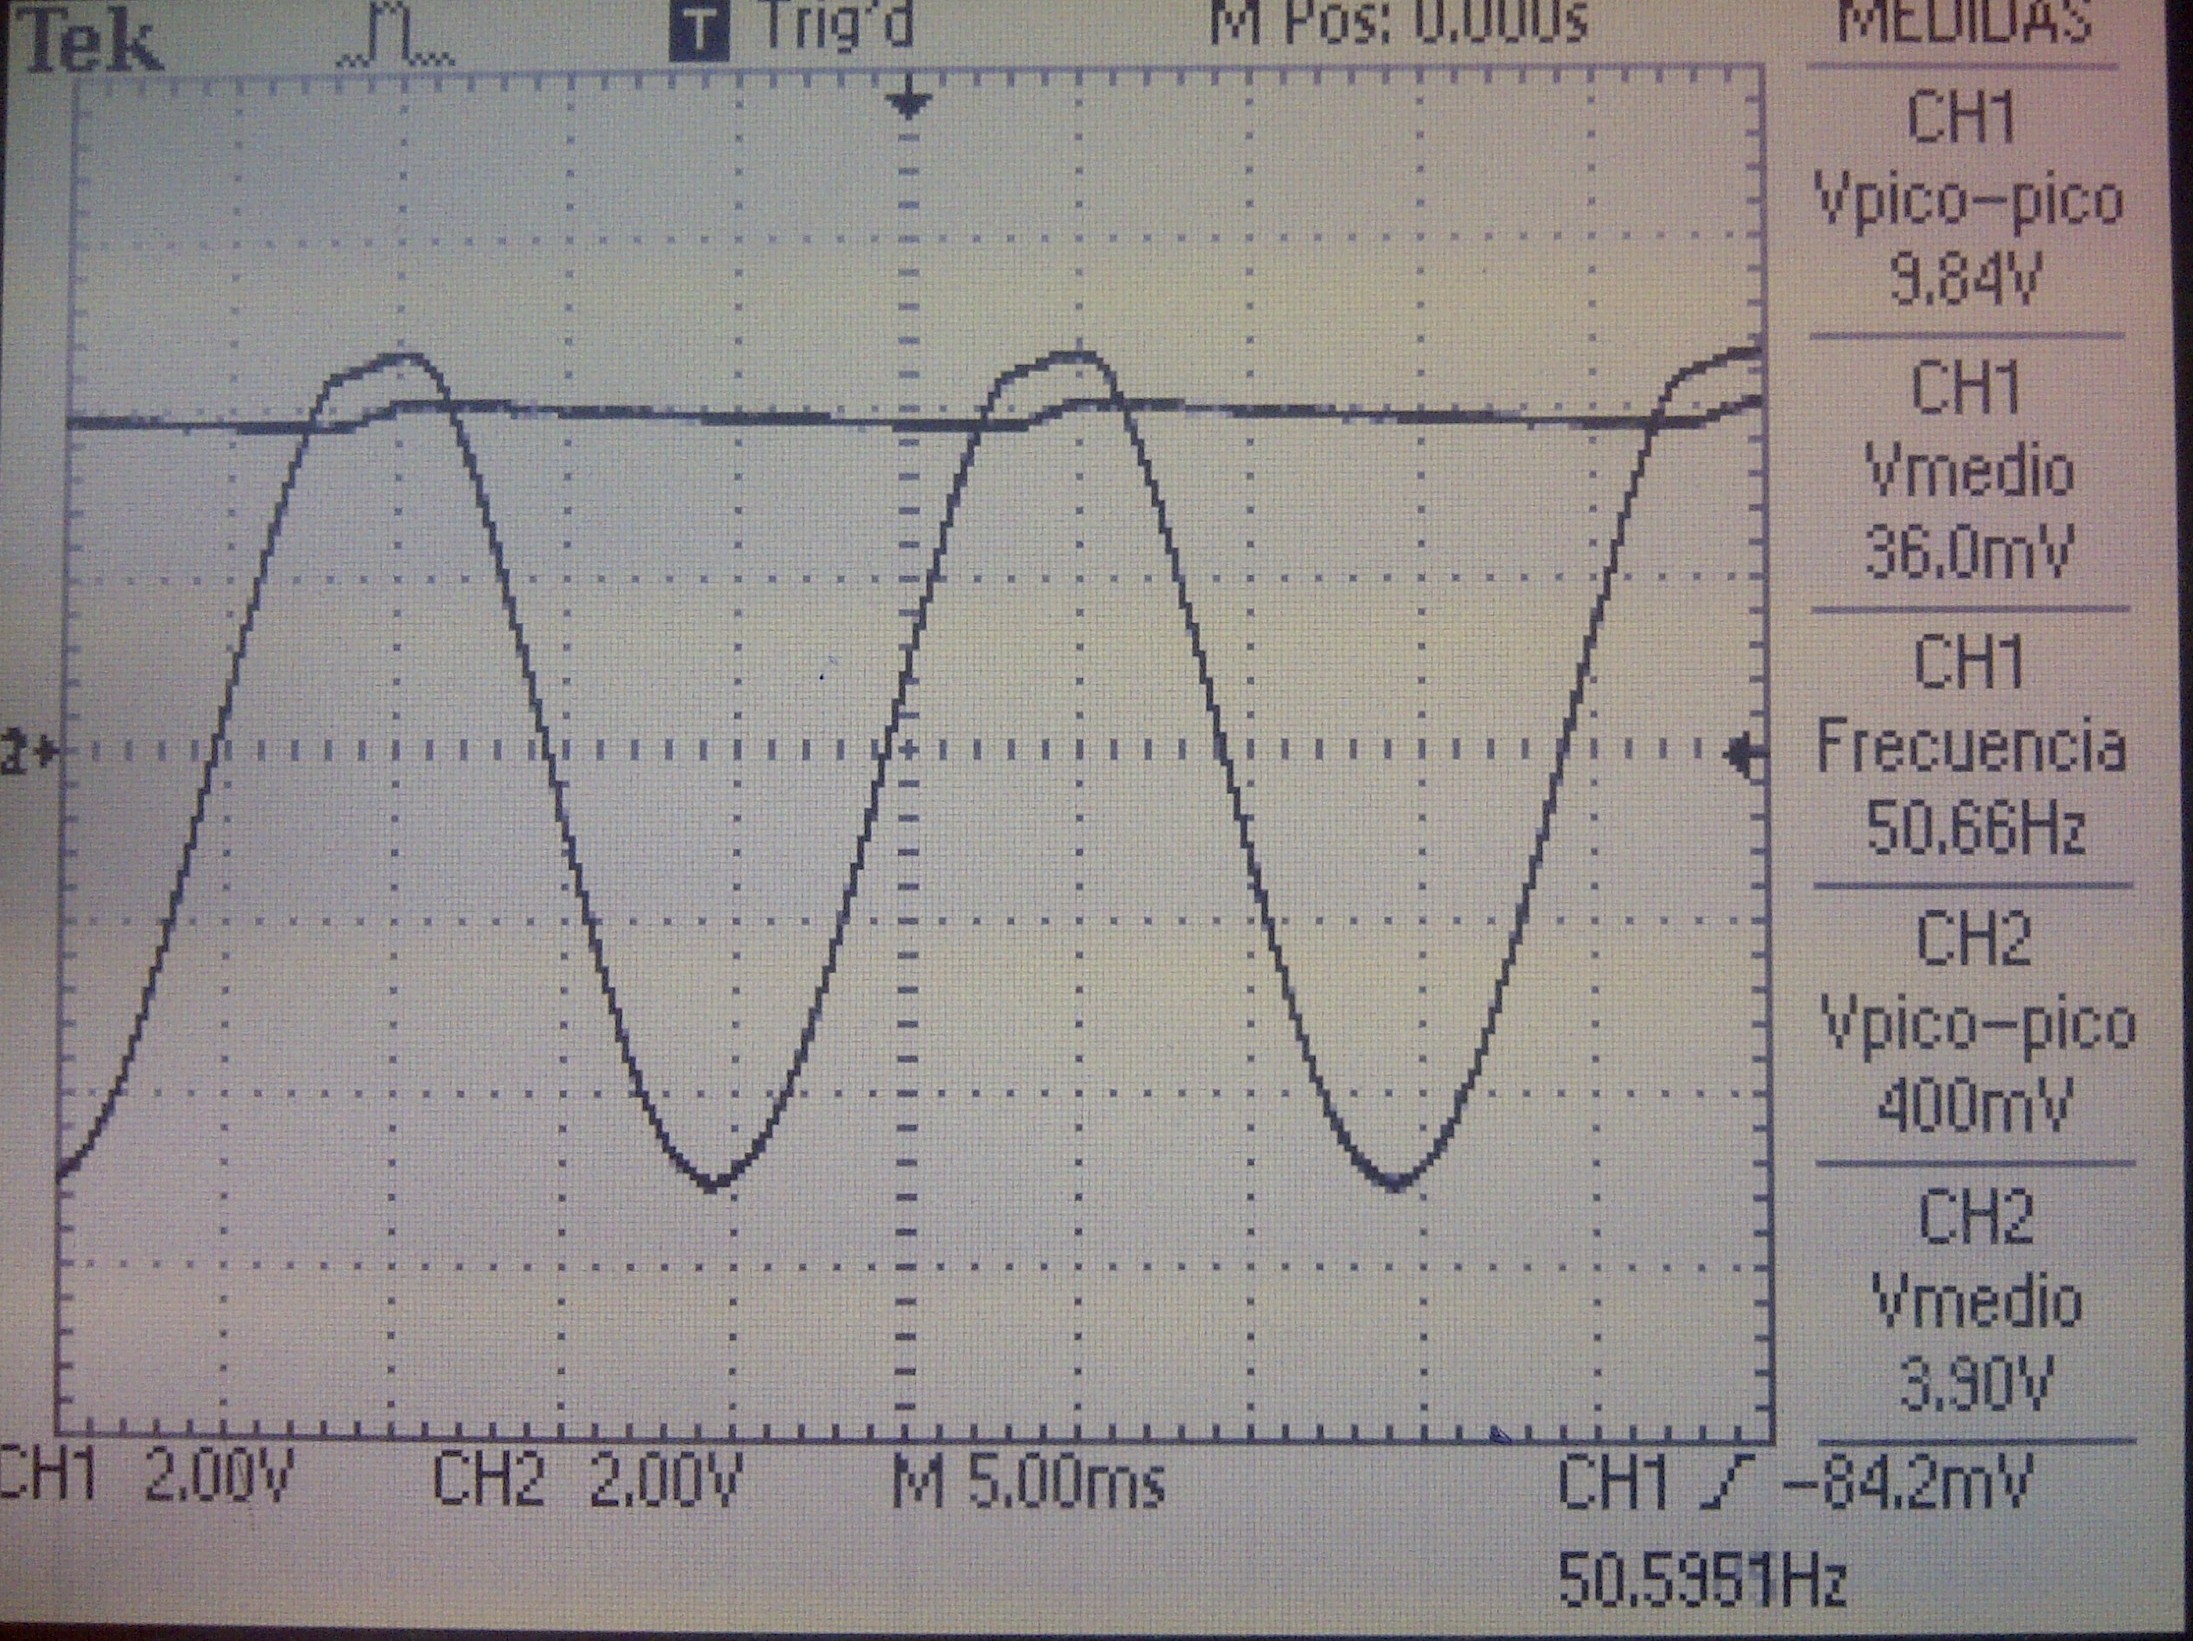 Tek T Trig'd M Pos: 0.000s MEDIDAS
CH1
Vpico-pico
9.84V
CH1
Vmedio
36.0mV
CH1
Frecuencia
50.66Hz
CH2
Vpico-pico
400mV
CH2
Vmedio
3.90V
CH1 2.00V CH2 2.00V M 5.00ms CH1 -84.2mV
50.5951Hz